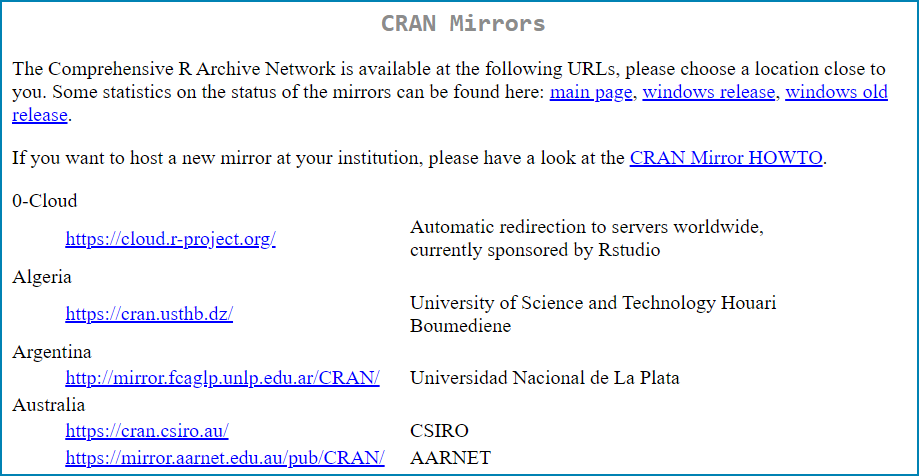 CRAN Mirrors
The Comprehensive R Archive Network is available at the following URLs, please choose a location close to
you. Some statistics on the status of the mirrors can be found here: main page, windows release, windows old
release.
If you want to host a new mirror at your institution, please have a look at the CRAN Mirror HOWTO.
0-Cloud
https://cloud.r-project.org/
Automatic redirection to servers worldwide,
currently sponsored by Rstudio
Algeria
https://cran.usthb.dz/
University of Science and Technology Houari
Boumediene
Argentina
http://mirror.fcaglp.unlp.edu.ar/CRAN/ Universidad Nacional de La Plata
Australia
https://cran.csiro.au/ CSIRO
https://mirror.aarnet.edu.au/pub/CRAN/ AARNET